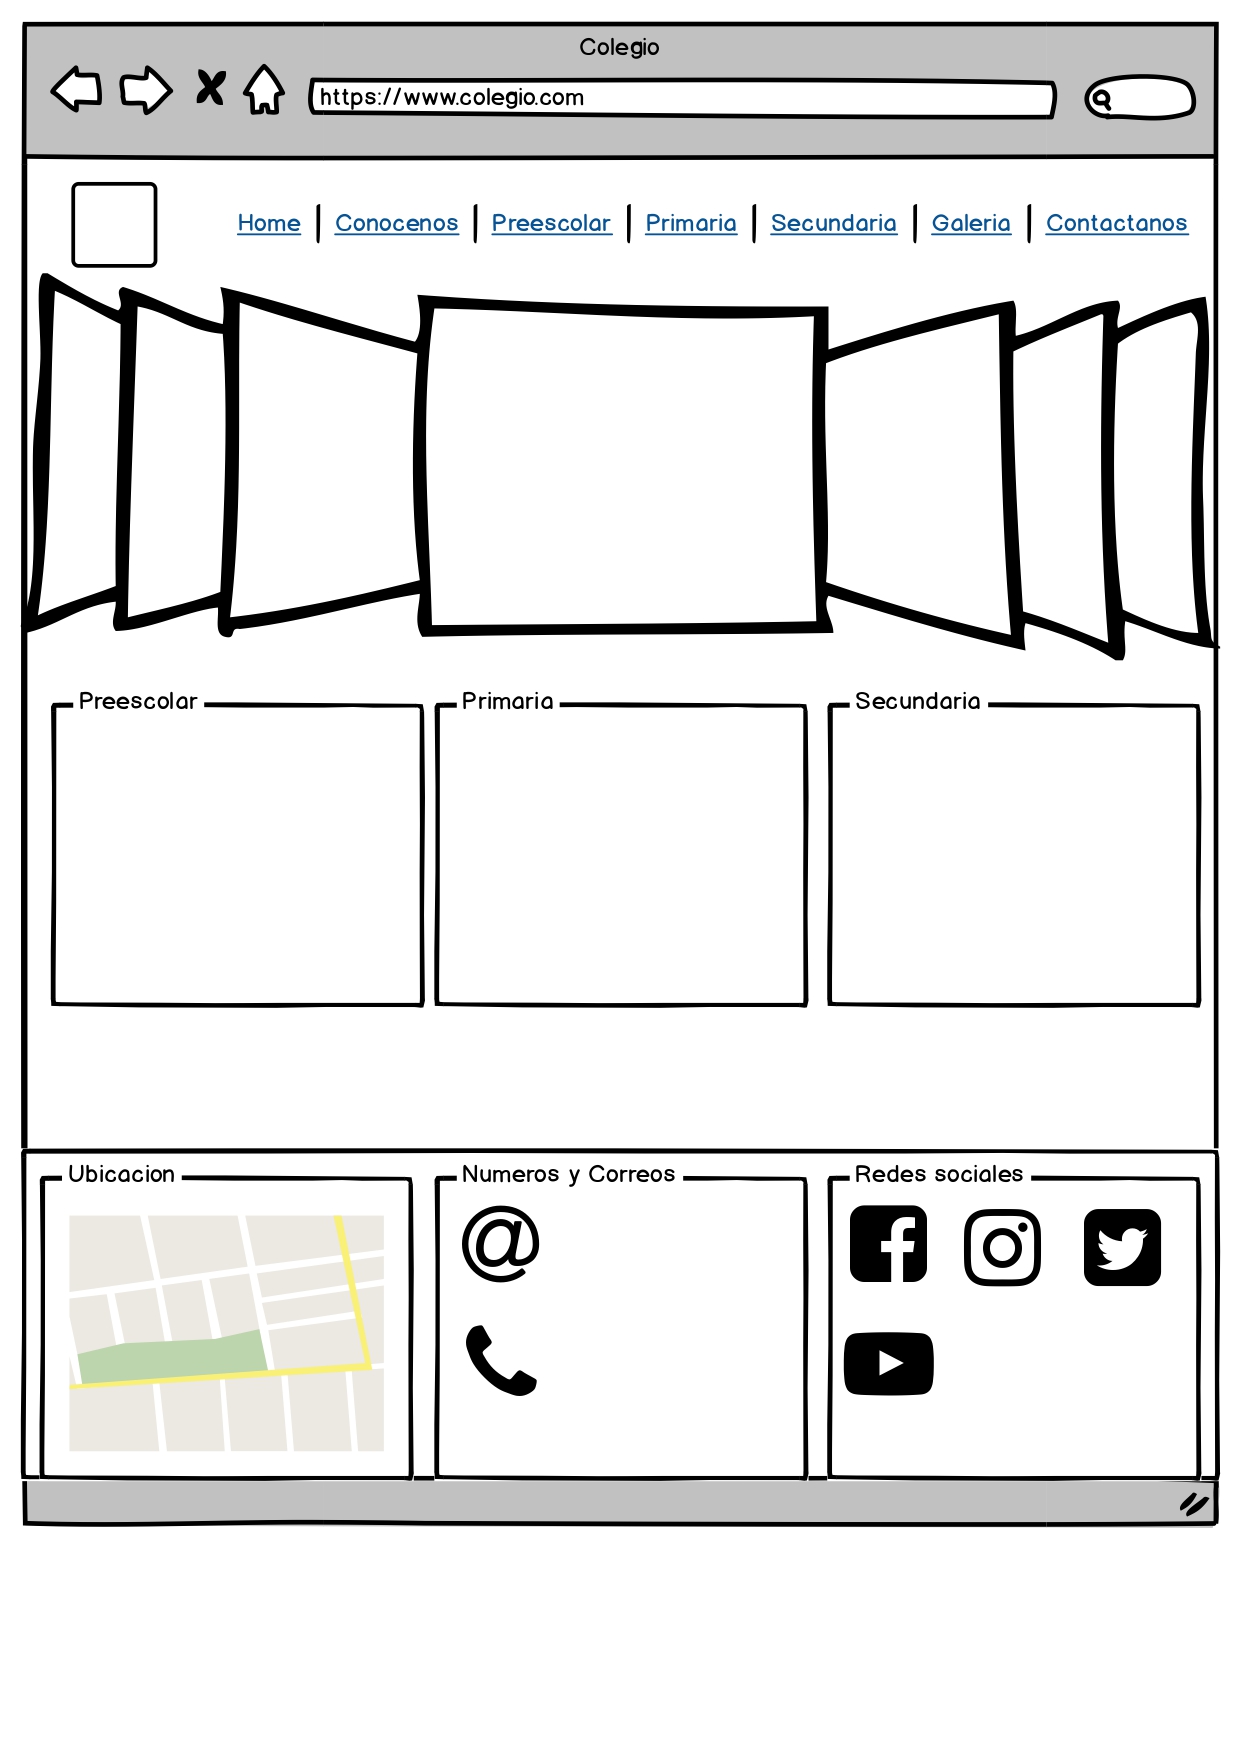 Colegio
https://www.colegio.com
Home Conocenos Preescolar Primaria Secundaria Galeria Contactanos
Preescolar Primaria Secundaria
Ubicacion Numeros y Correos Redes sociales